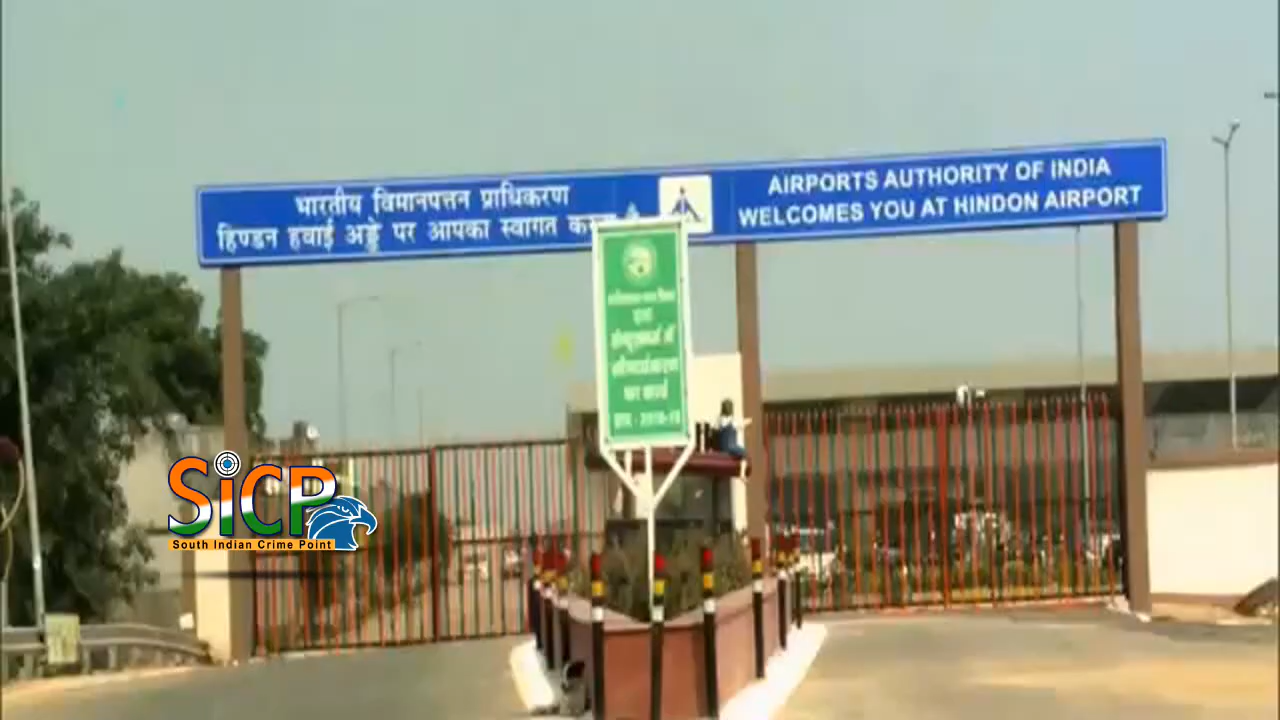 भारतीय विमानपत्तन प्राधिकरण
हिण्डन हवाई अड्डे पर आपका स्वागत
AIRPORTS AUTHORITY OF INDIA
WELCOMES YOU AT HINDON AIRPORT
द्वारा
SiCP
South Indian Crime Point